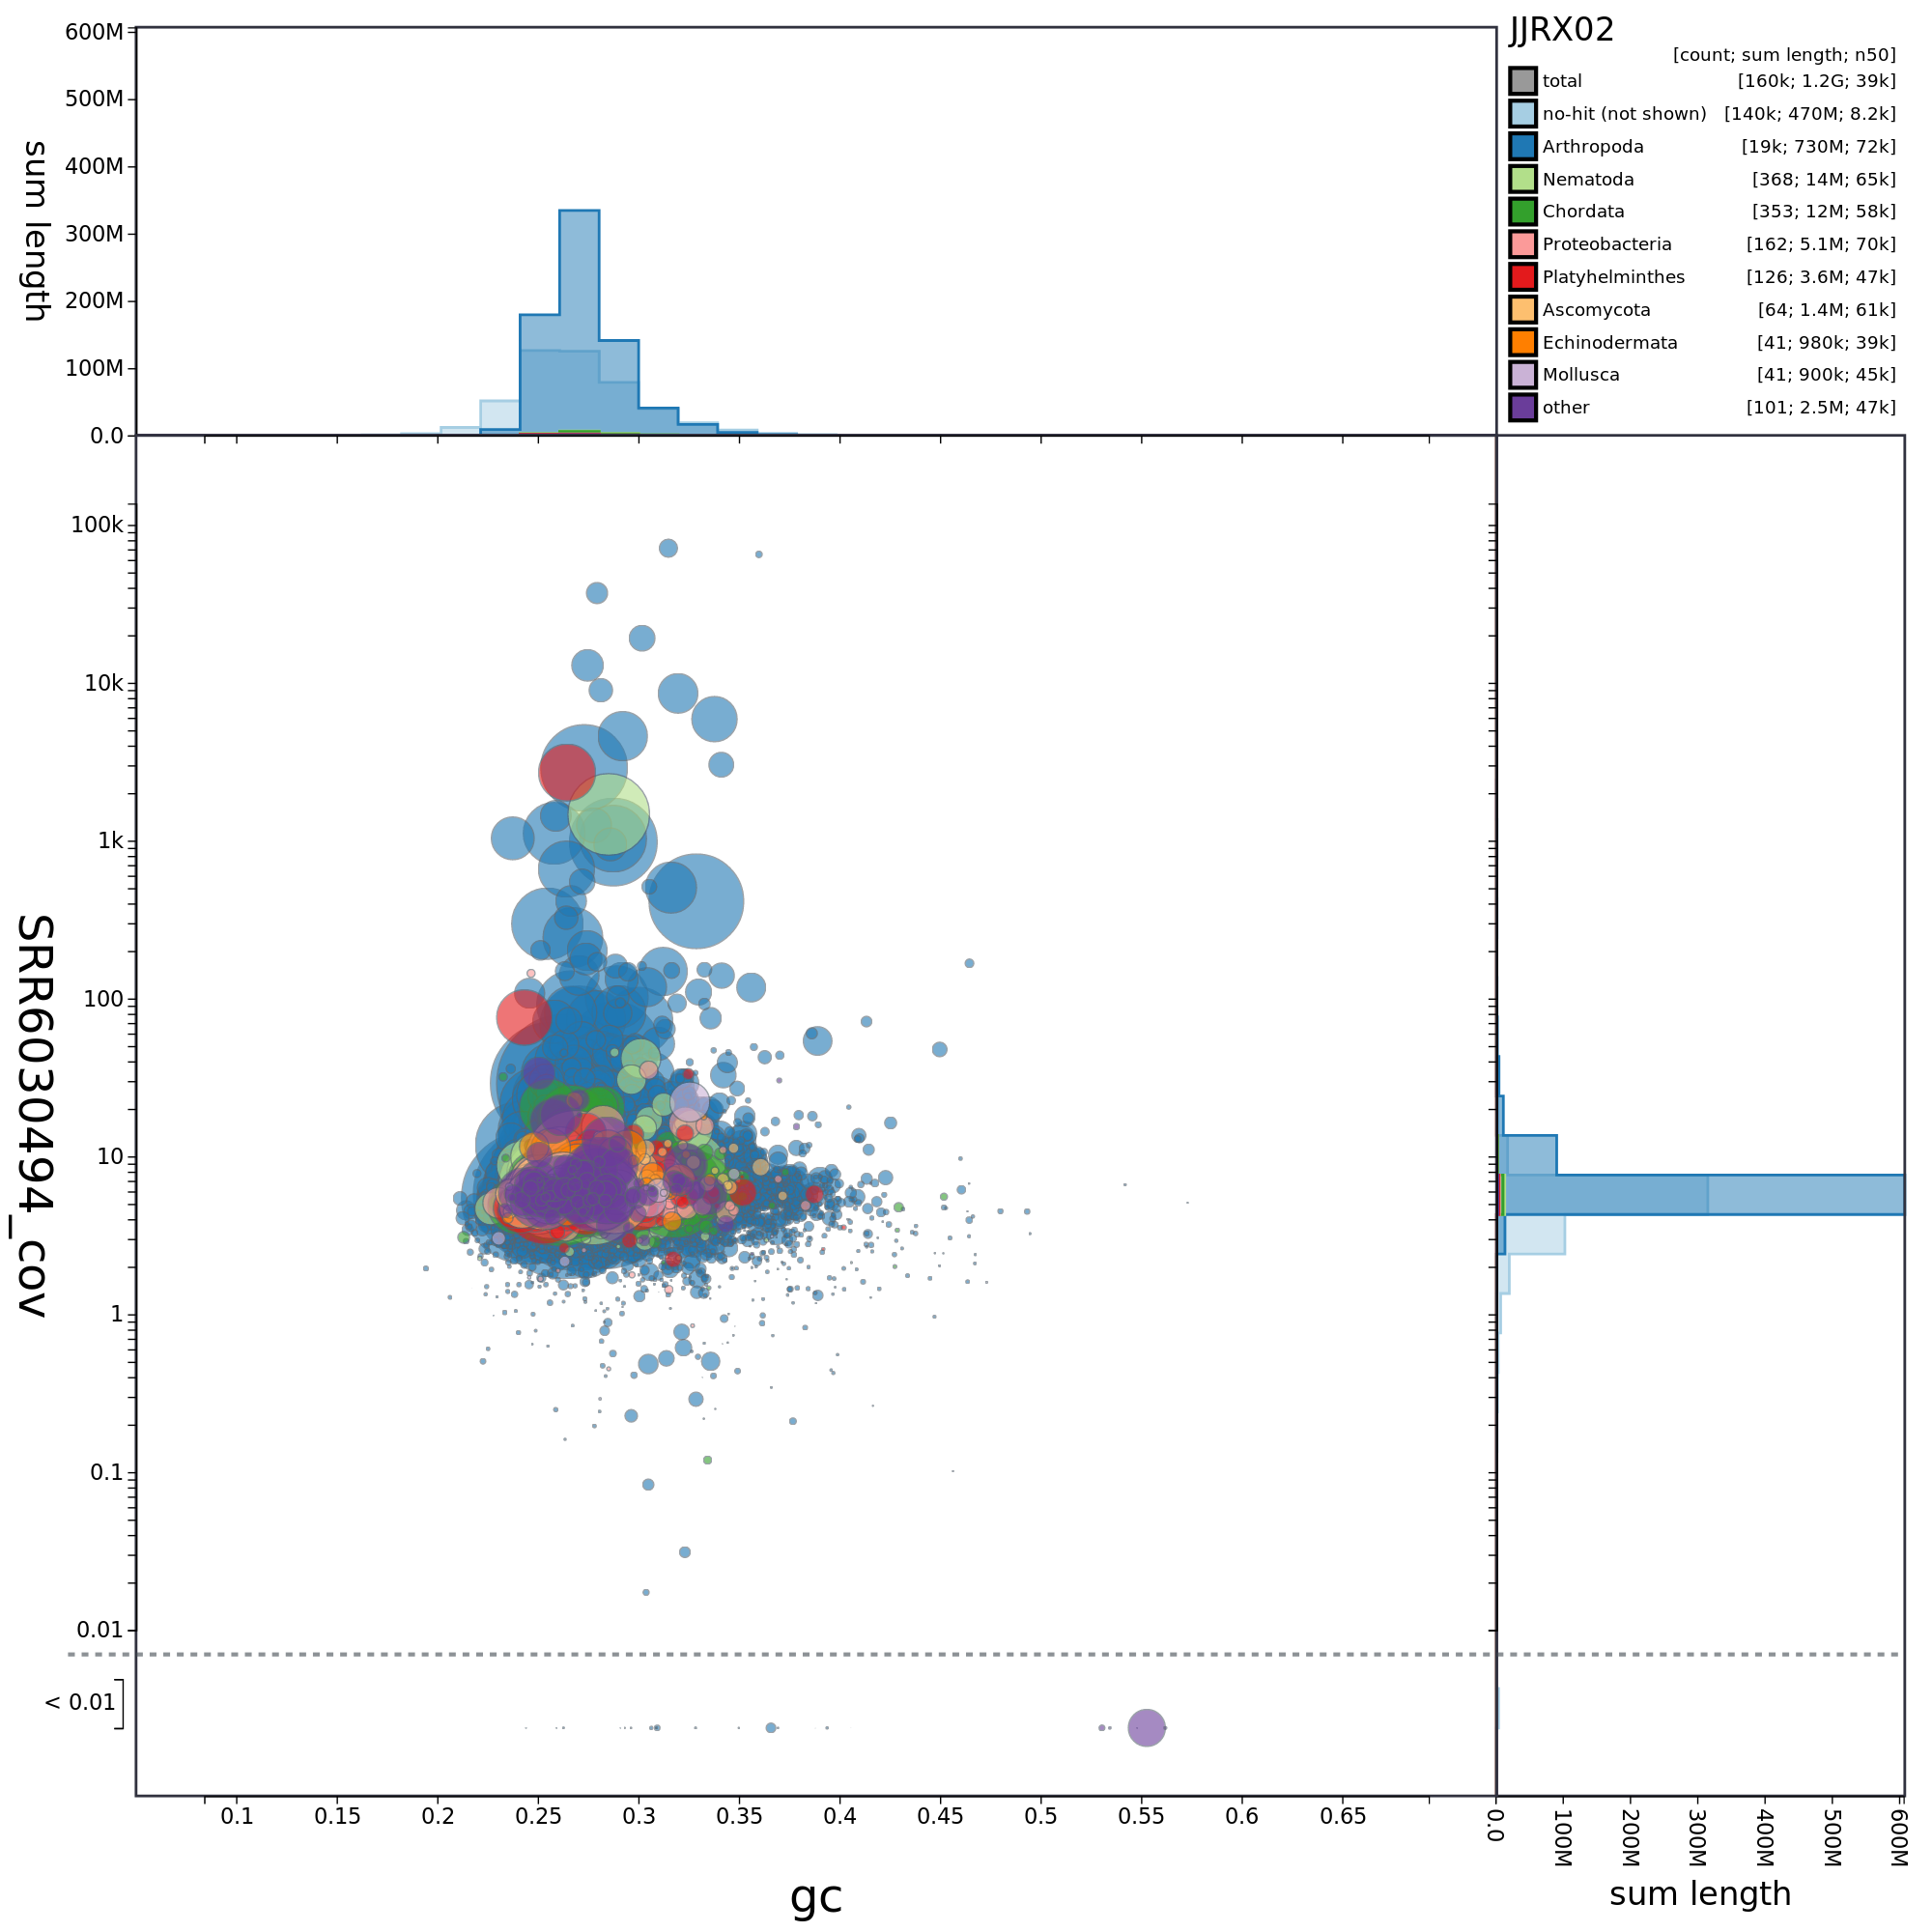 JJRX02
[count; sum length; n50]
total [160k; 1.2G; 39k]
no-hit (not shown) [140k; 470M; 8.2k]
Arthropoda [19k; 730M; 72k]
Nematoda [368; 14M; 65k]
Chordata [353; 12M; 58k]
Proteobacteria [162; 5.1M; 70k]
Platyhelminthes [126; 3.6M; 47k]
Ascomycota [64; 1.4M; 61k]
Echinodermata [41; 980k; 39k]
Mollusca [41; 900k; 45k]
other [101; 2.5M; 47k]
sum length
600M
500M
400M
300M
200M
100M
0.0
SRR6030494_cov
100k
10k
1k
100
10
1
0.1
0.01
< 0.01
0.1 0.15 0.2 0.25 0.3 0.35 0.4 0.45 0.5 0.55 0.6 0.65
gc
0.0 100M 200M 300M 400M 500M 600M
sum length